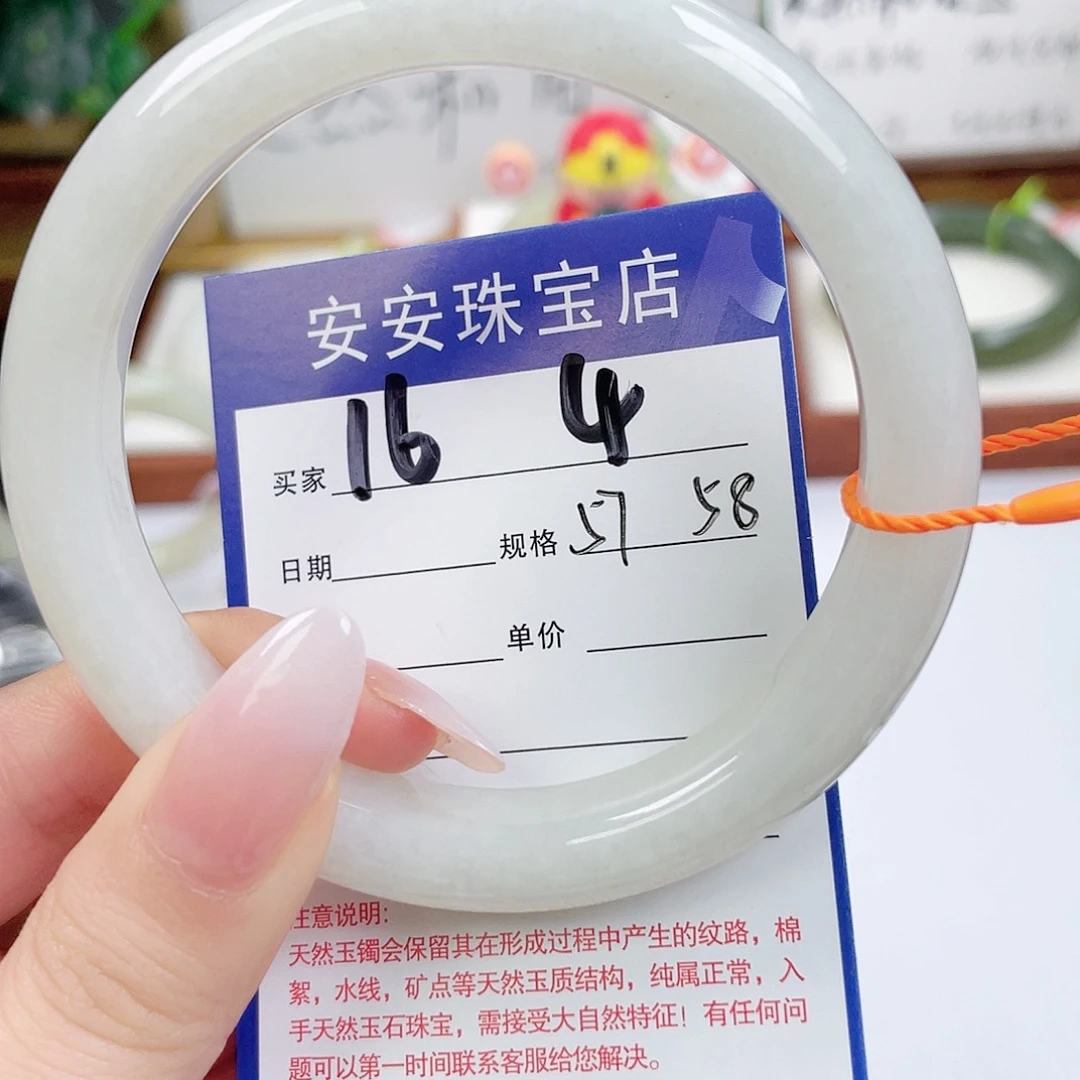 安安珠宝店
买家 16 4
日期 规格 57 58
单价
注意说明:
天然玉镯会保留其在形成过程中产生的纹路，棉
絮，水线，矿点等天然玉质结构，纯属正常，入
手天然玉石珠宝，需接受大自然特征！有任何问
题可以第一时间联系客服给您解决。